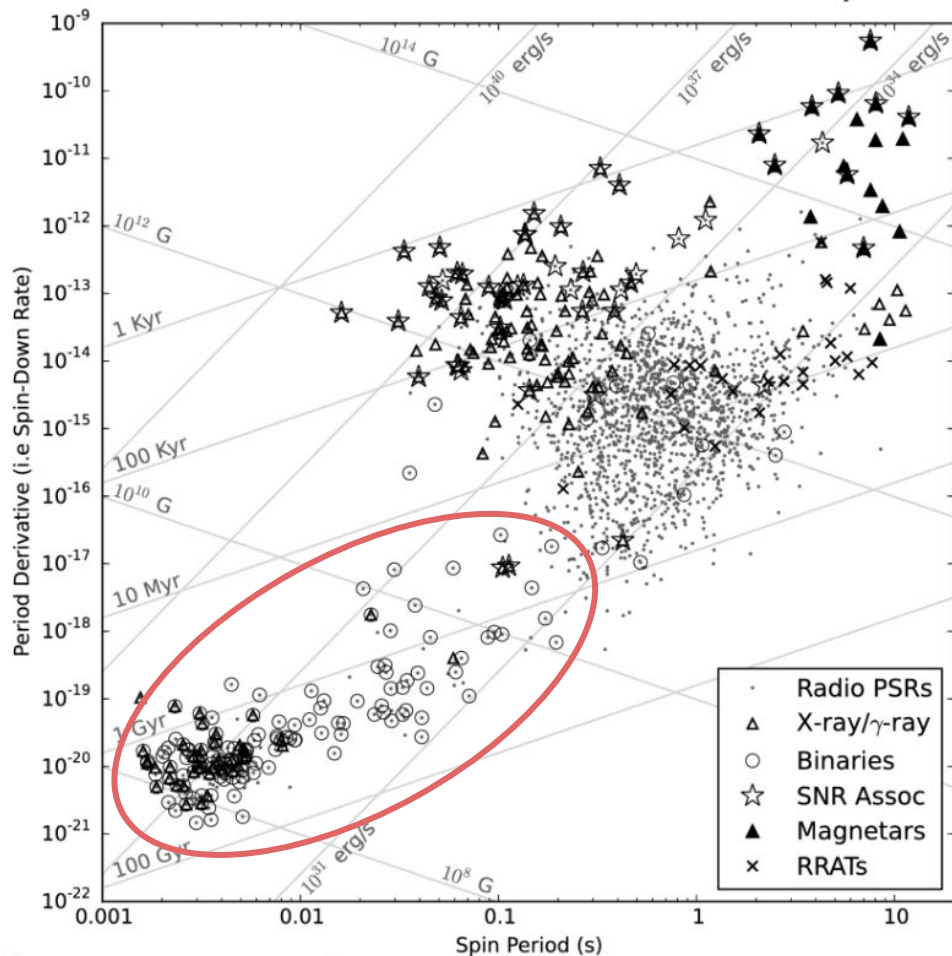 10^-9
10^-10
10^-11
10^-12
10^-13
10^-14
10^-15
10^-16
10^-17
10^-18
10^-19
10^-20
10^-21
10^-22
Period Derivative (i.e Spin-Down Rate)
10^14 G
10^40 erg/s
10^37 erg/s
10^34 erg/s
10^12 G
1 Kyr
100 Kyr
10^10 G
10 Myr
1 Gyr
100 Gyr
10^31 erg/s
10^8 G
Radio PSRs
X-ray/γ-ray
Binaries
SNR Assoc
Magnetars
RRATs
0.001 0.01 0.1 1 10
Spin Period (s)